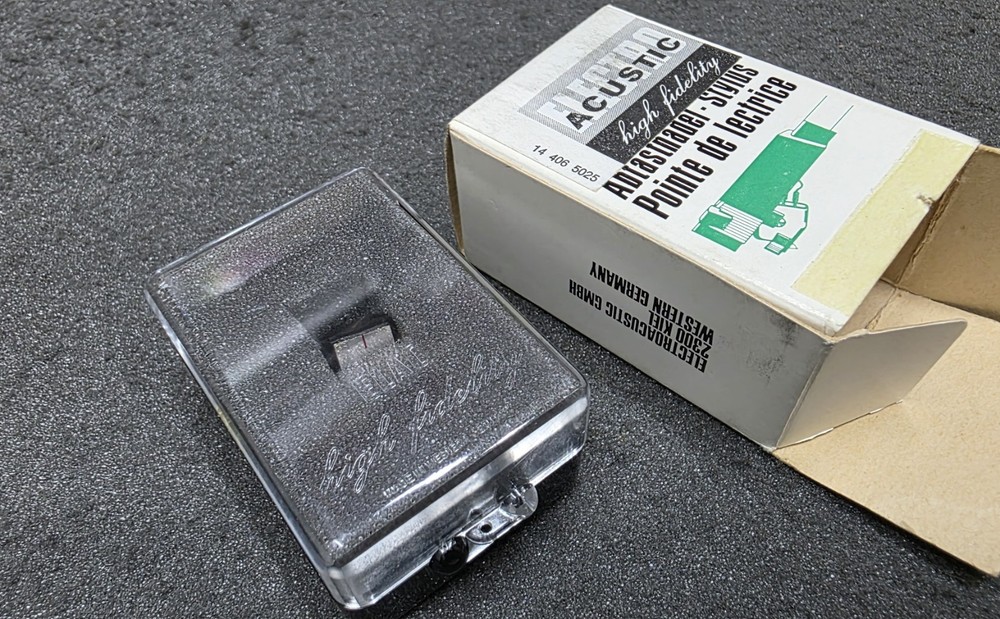 ELECTRO
ACUSTIC
high fidelity
14 406 5025
Abtastnadel · Stylus
Pointe de lectrice
ELECTROACUSTIC GMBH
2300 KIEL
WESTERN GERMANY
high fidelity